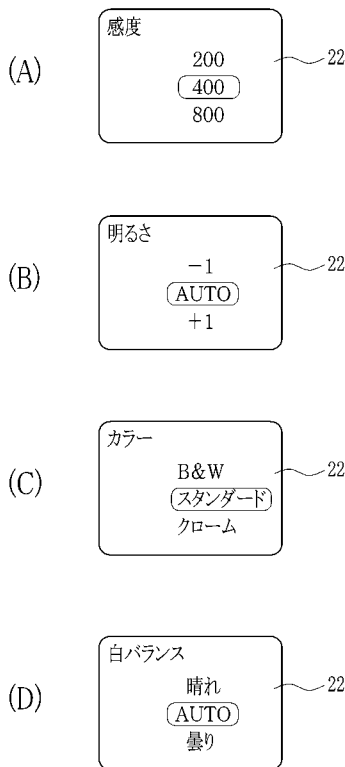 (A)
感度
200
400
800
22
(B)
明るさ
−1
AUTO
+1
22
(C)
カラー
B&W
スタンダード
クローム
22
(D)
白バランス
晴れ
AUTO
曇り
22